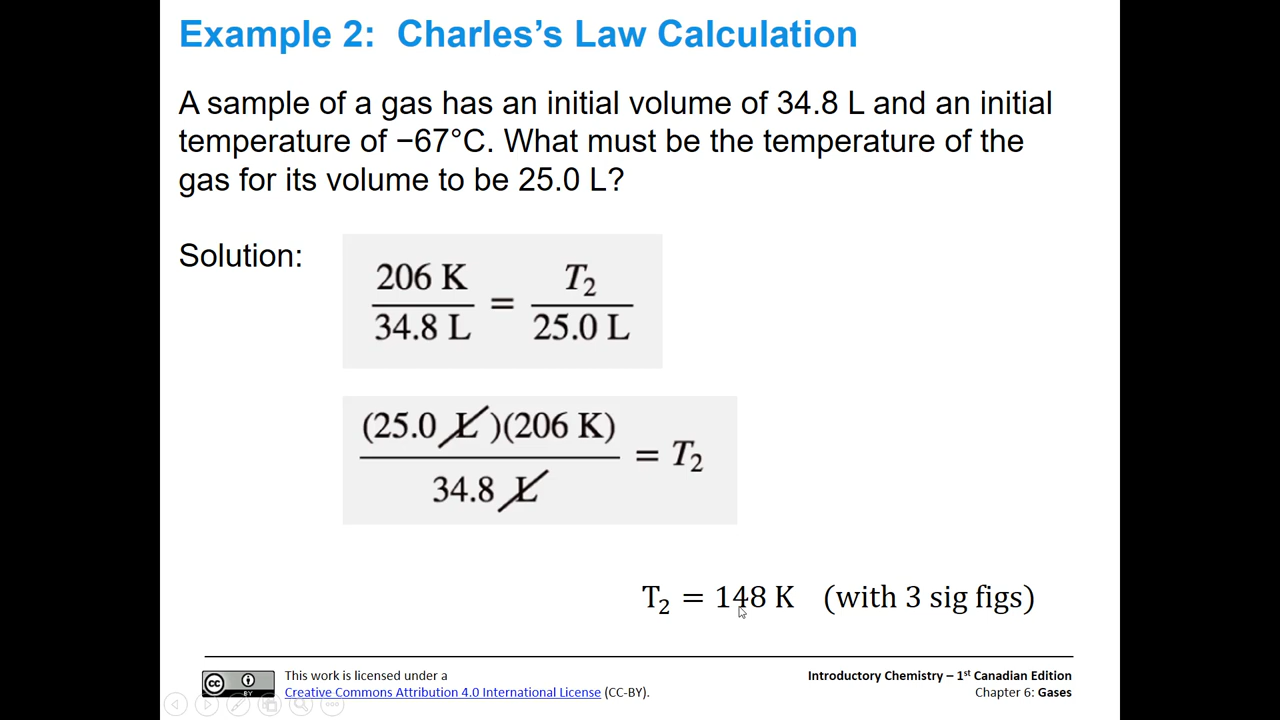 Example 2:  Charles's Law Calculation
A sample of a gas has an initial volume of 34.8 L and an initial
temperature of −67°C. What must be the temperature of the
gas for its volume to be 25.0 L?
Solution:
206 K / 34.8 L = T₂ / 25.0 L
(25.0 L)(206 K) / 34.8 L = T₂
T₂ = 148 K   (with 3 sig figs)
cc BY
This work is licensed under a
Creative Commons Attribution 4.0 International License (CC-BY).
Introductory Chemistry – 1st Canadian Edition
Chapter 6: Gases